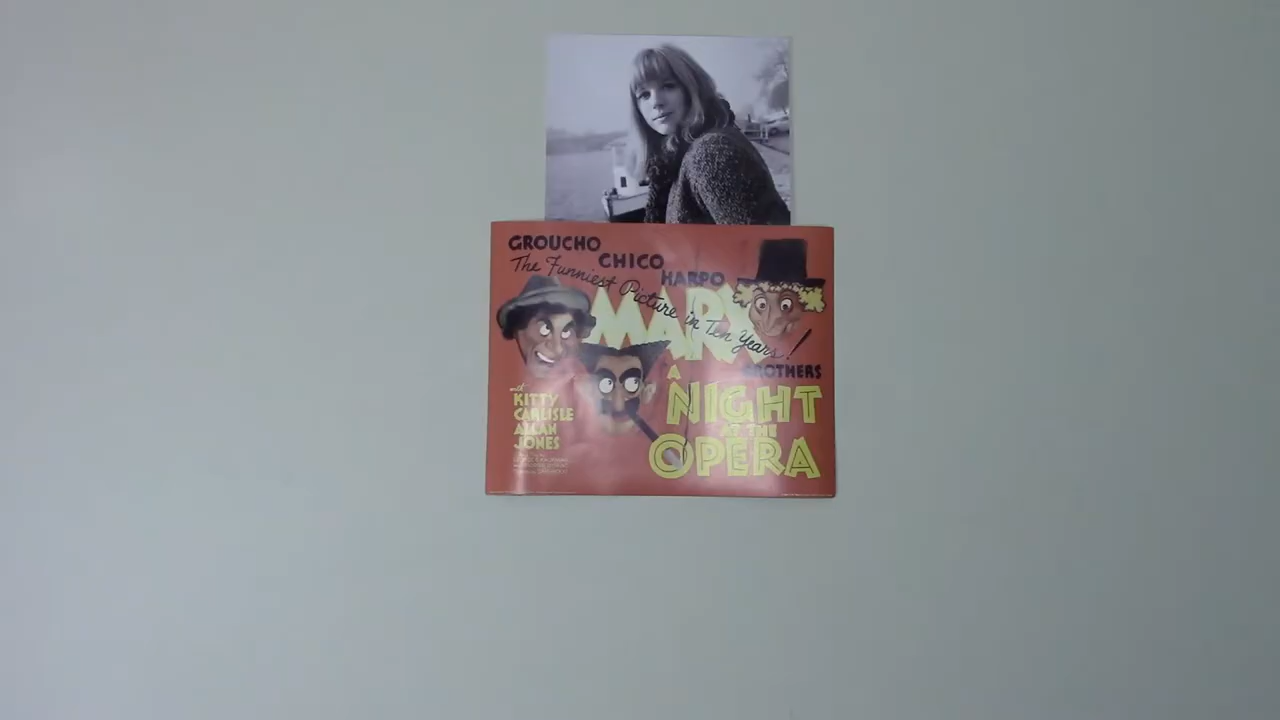 GROUCHO
CHICO
HARPO
The Funniest Picture in Ten Years!
MARX
BROTHERS
A
NIGHT
AT THE
OPERA
with
KITTY
CARLISLE
ALLAN
JONES